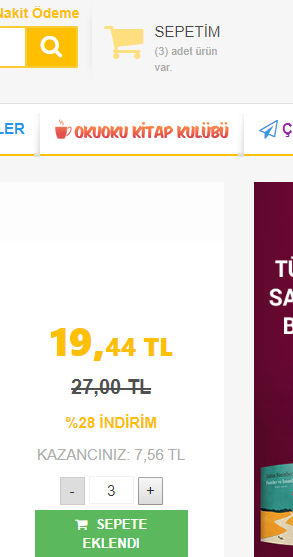 Nakit Ödeme
SEPETİM
(3) adet ürün
var.
LER
OKUOKU KİTAP KULÜBÜ
Ç
TÜ
SA
B
19,44 TL
27,00 TL
%28 İNDİRİM
KAZANCINIZ: 7,56 TL
- 3 +
SEPETE
EKLENDI